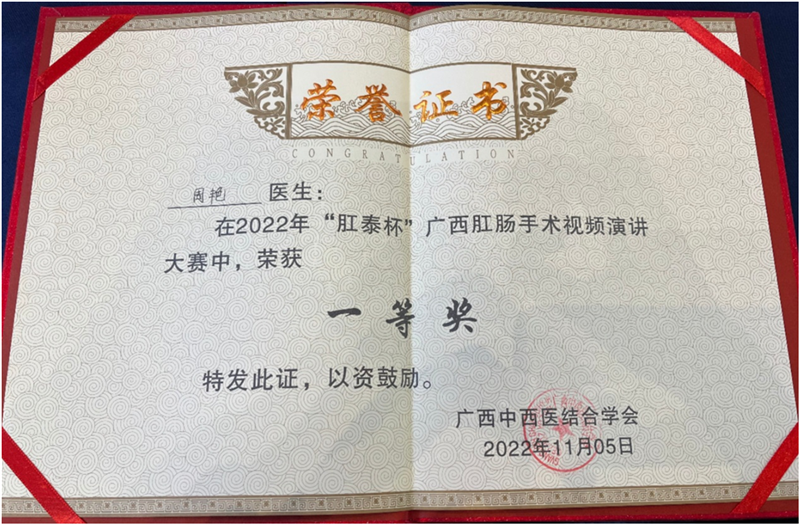 荣誉证书
CONGRATULATION
周艳 医生：
在2022年“肛泰杯”广西肛肠手术视频演讲
大赛中，荣获
一等奖
特发此证，以资鼓励。
广西中西医结合学会
2022年11月05日